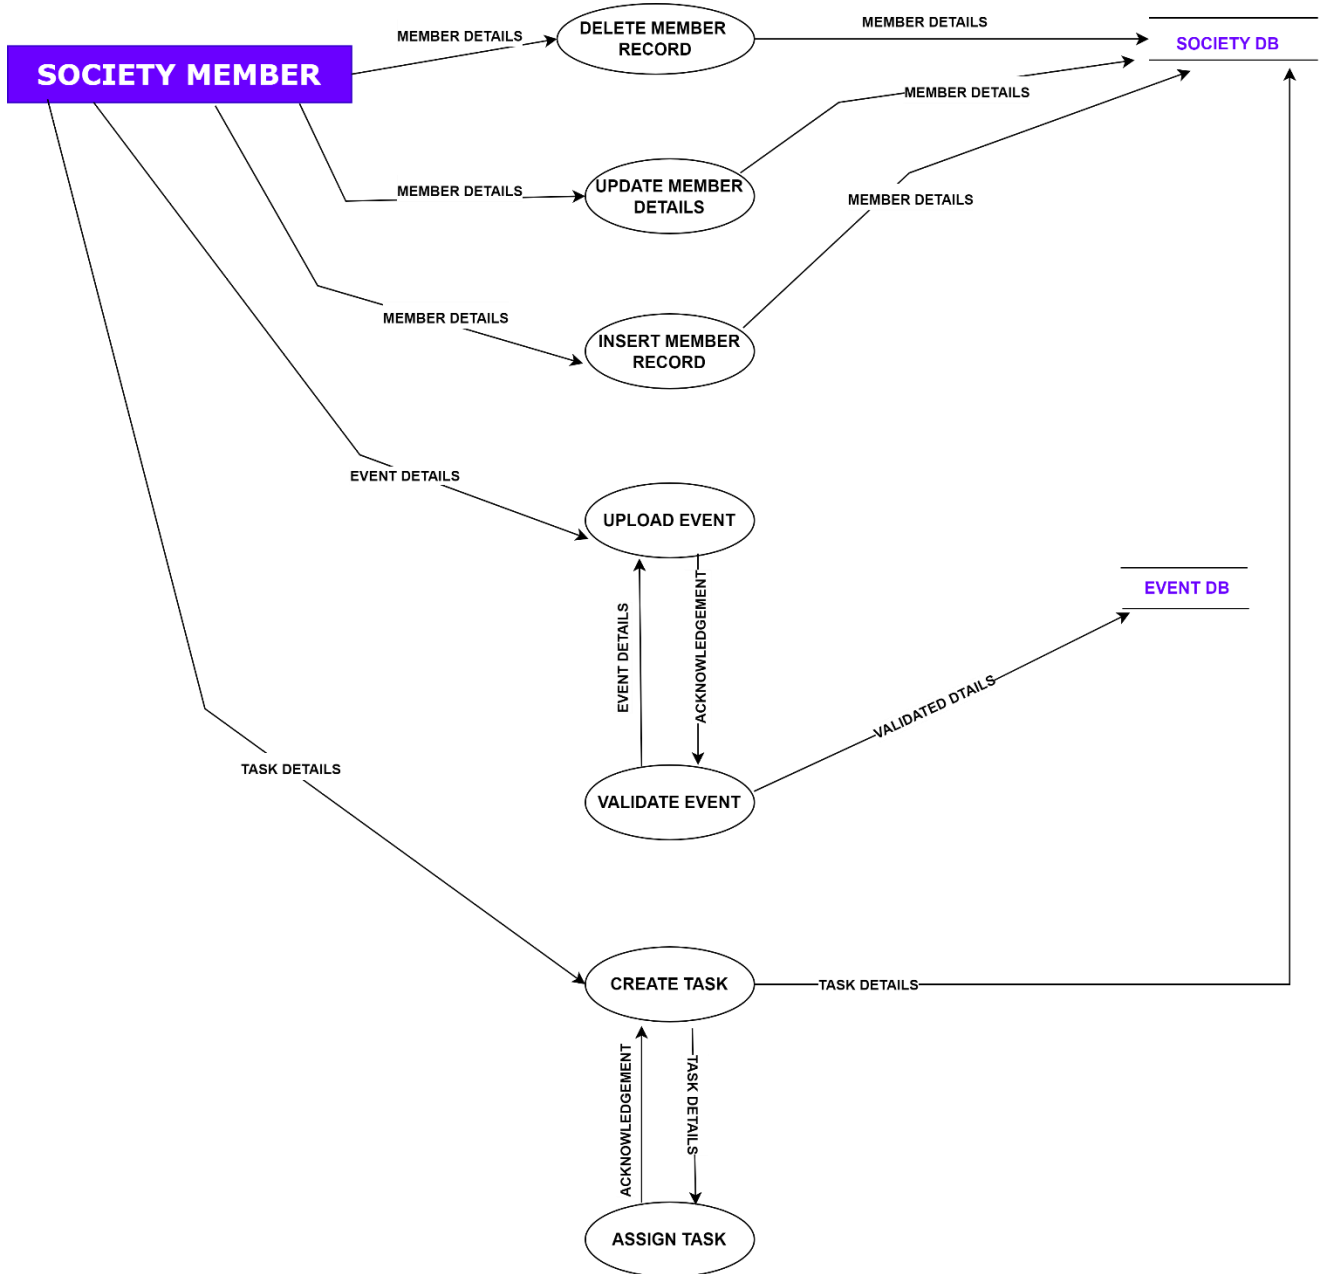 MEMBER DETAILS
DELETE MEMBER
RECORD
MEMBER DETAILS
SOCIETY DB
SOCIETY MEMBER
MEMBER DETAILS
MEMBER DETAILS
UPDATE MEMBER
DETAILS
MEMBER DETAILS
MEMBER DETAILS
INSERT MEMBER
RECORD
EVENT DETAILS
UPLOAD EVENT
EVENT DETAILS
ACKNOWLEDGEMENT
EVENT DB
VALIDATED DTAILS
TASK DETAILS
VALIDATE EVENT
CREATE TASK
TASK DETAILS
ACKNOWLEDGEMENT
TASK DETAILS
ASSIGN TASK